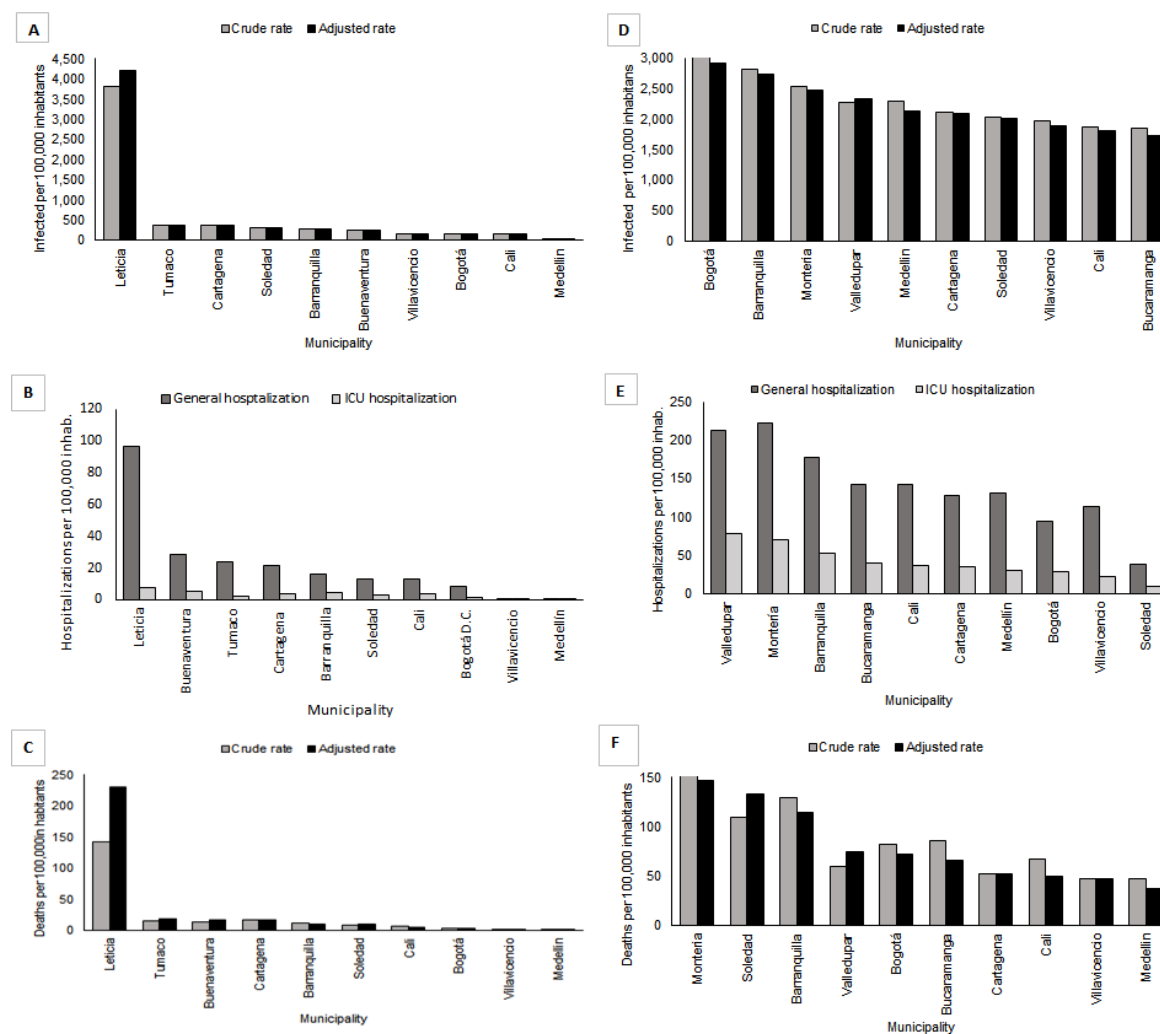 A
Crude rate Adjusted rate
Infected per 100,000 inhabitants
4,500
4,000
3,500
3,000
2,500
2,000
1,500
1,000
500
0
Leticia Tumaco Cartagena Soledad Barranquilla Buenaventura Villavicencio Bogotá Cali Medellín
Municipality
D
Crude rate Adjusted rate
Infected per 100,000 inhabitans
3,000
2,500
2,000
1,500
1,000
500
0
Bogotá Barranquilla Montería Valledupar Medellín Cartagena Soledad Villavicencio Cali Bucaramanga
Municipality
B
General hosptalization ICU hospitalization
Hospitalizations per 100,000 inhab.
120
100
80
60
40
20
0
Leticia Buenaventura Tumaco Cartagena Barranquilla Soledad Cali Bogotá D.C. Villavicencio Medellín
Municipality
E
General hospitalization ICU hospitalization
Hospitalizations per 100,000 inhab.
250
200
150
100
50
0
Valledupar Montería Barranquilla Bucaramanga Cali Cartagena Medellín Bogotá Villavicencio Soledad
Municipality
C
Crude rate Adjusted rate
Deaths per 100,000in habitants
250
200
150
100
50
0
Leticia Tumaco Buenaventura Cartagena Barranquilla Soledad Cali Bogotá Villavicencio Medellín
Municipality
F
Crude rate Adjusted rate
Deaths per 100,000 inhabitants
150
100
50
0
Montería Soledad Barranquilla Valledupar Bogotá Bucaramanga Cartagena Cali Villavicencio Medellín
Municipality